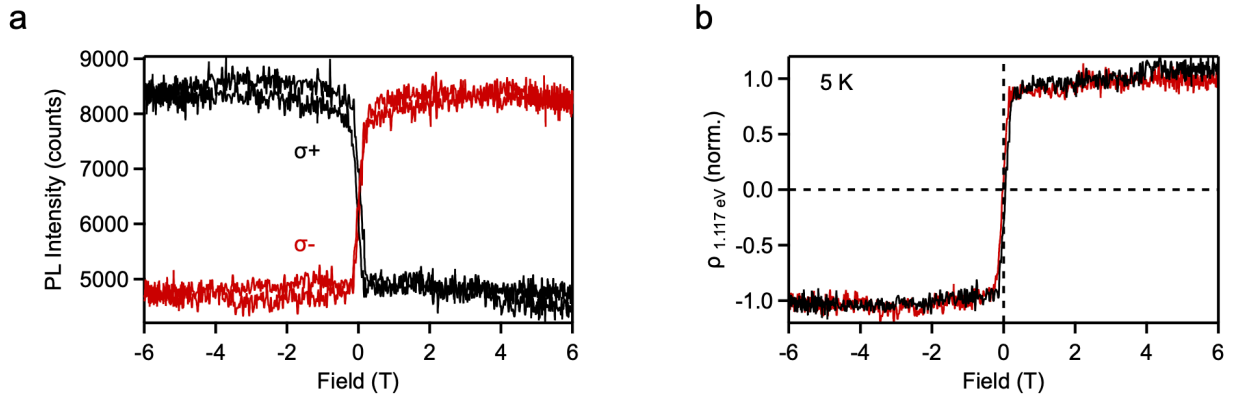 a
9000
8000
7000
6000
5000
PL Intensity (counts)
σ+
σ-
-6 -4 -2 0 2 4 6
Field (T)
b
1.0
0.5
0.0
-0.5
-1.0
ρ 1.117 eV (norm.)
5 K
-6 -4 -2 0 2 4 6
Field (T)